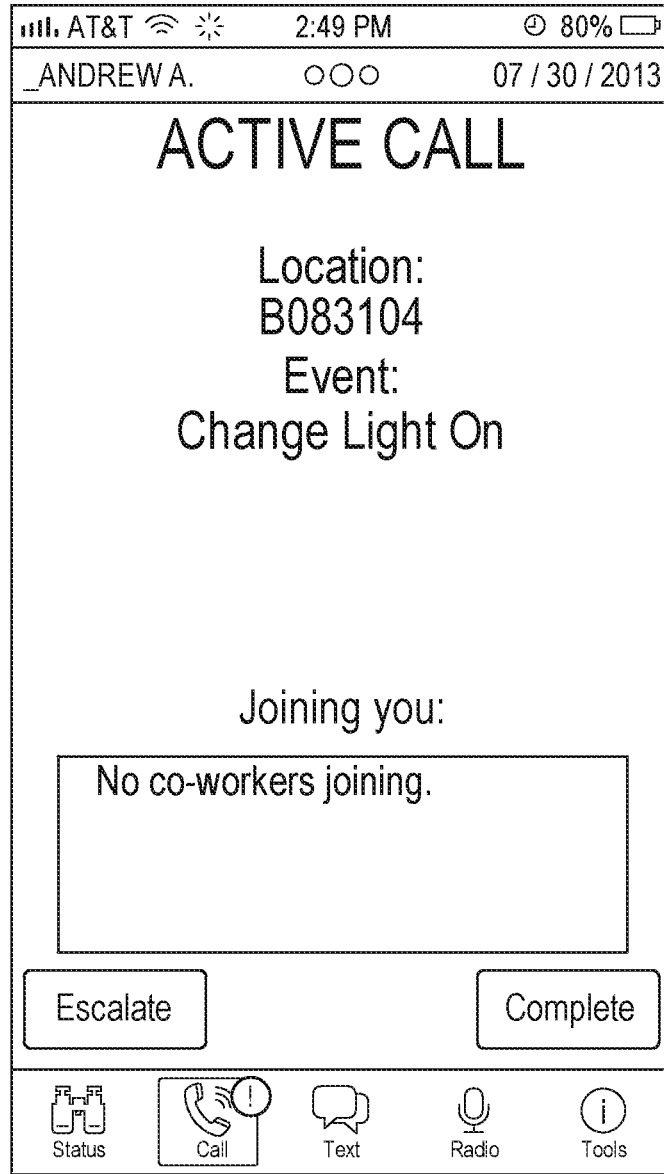 AT&T 2:49 PM 80%
_ANDREW A. 07 / 30 / 2013
ACTIVE CALL
Location:
B083104
Event:
Change Light On
Joining you:
No co-workers joining.
Escalate Complete
! i
Status Call Text Radio Tools